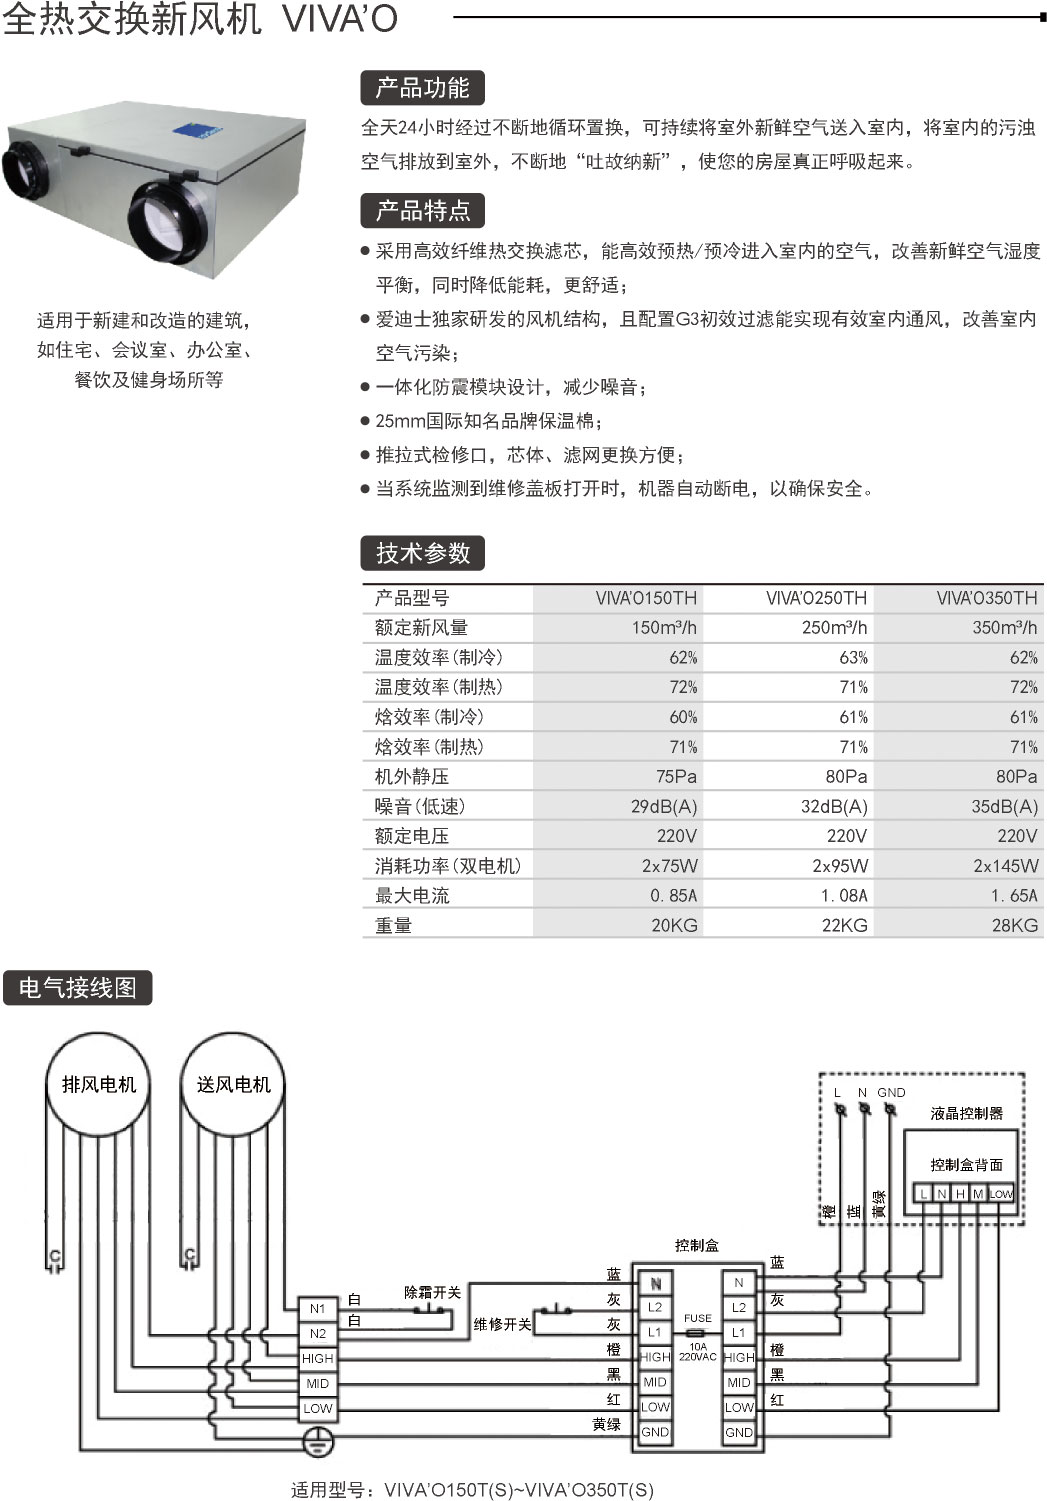 全热交换新风机 VIVA'O
产品功能
全天24小时经过不断地循环置换，可持续将室外新鲜空气送入室内，将室内的污浊
空气排放到室外，不断地“吐故纳新”，使您的房屋真正呼吸起来。
产品特点
● 采用高效纤维热交换滤芯，能高效预热/预冷进入室内的空气，改善新鲜空气湿度
平衡，同时降低能耗，更舒适；
● 爱迪士独家研发的风机结构，且配置G3初效过滤能实现有效室内通风，改善室内
空气污染；
● 一体化防震模块设计，减少噪音；
● 25mm国际知名品牌保温棉；
● 推拉式检修口，芯体、滤网更换方便；
● 当系统监测到维修盖板打开时，机器自动断电，以确保安全。
适用于新建和改造的建筑，
如住宅、会议室、办公室、
餐饮及健身场所等
技术参数
产品型号 VIVA'O150TH VIVA'O250TH VIVA'O350TH
额定新风量 150m³/h 250m³/h 350m³/h
温度效率(制冷) 62% 63% 62%
温度效率(制热) 72% 71% 72%
焓效率(制冷) 60% 61% 61%
焓效率(制热) 71% 71% 71%
机外静压 75Pa 80Pa 80Pa
噪音(低速) 29dB(A) 32dB(A) 35dB(A)
额定电压 220V 220V 220V
消耗功率(双电机) 2x75W 2x95W 2x145W
最大电流 0.85A 1.08A 1.65A
重量 20KG 22KG 28KG
电气接线图
排风电机
送风电机
C
C
L N GND
液晶控制器
控制盒背面
L N H M LOW
橙 蓝 黄绿
控制盒
N1
N2
HIGH
MID
LOW
白
白
除霜开关
维修开关
蓝
灰
灰
橙
黑
红
黄绿
N
L2
L1
HIGH
MID
LOW
GND
FUSE
10A
220VAC
N
L2
L1
HIGH
MID
LOW
GND
蓝
灰
橙
黑
红
适用型号：VIVA'O150T(S)~VIVA'O350T(S)